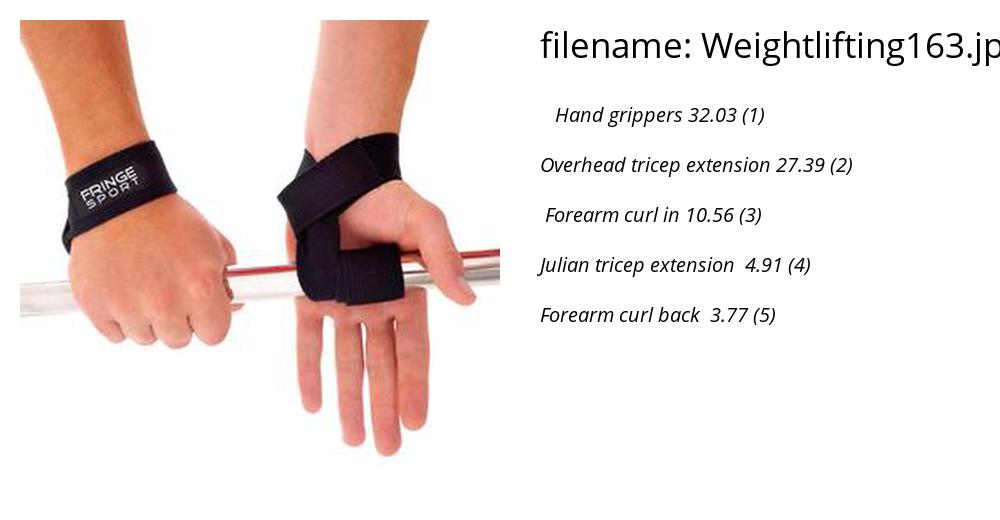 FRINGE
SPORT
filename: Weightlifting163.jp
Hand grippers 32.03 (1)
Overhead tricep extension 27.39 (2)
Forearm curl in 10.56 (3)
Julian tricep extension 4.91 (4)
Forearm curl back 3.77 (5)